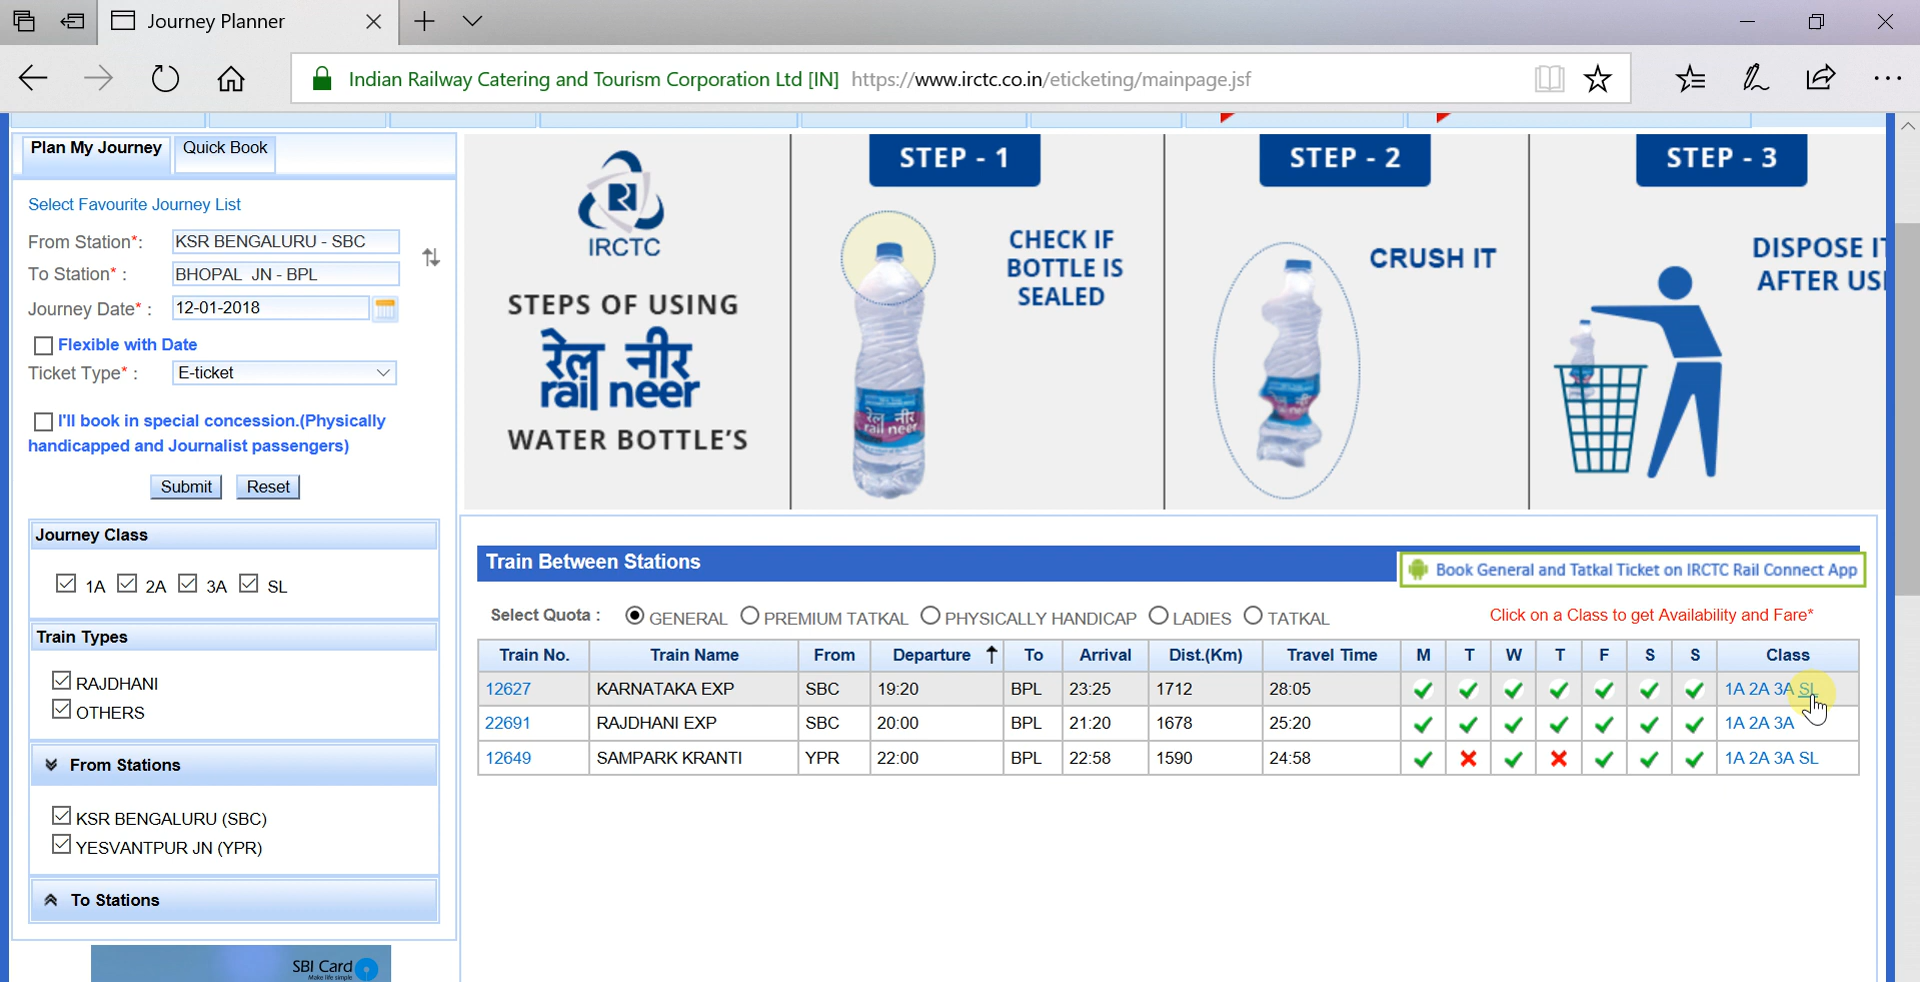 Journey Planner
Indian Railway Catering and Tourism Corporation Ltd [IN] https://www.irctc.co.in/eticketing/mainpage.jsf
Plan My Journey Quick Book
Select Favourite Journey List
From Station*: KSR BENGALURU - SBC
To Station* : BHOPAL JN - BPL
Journey Date* : 12-01-2018
Flexible with Date
Ticket Type* : E-ticket
I'll book in special concession.(Physically
handicapped and Journalist passengers)
Submit Reset
Journey Class
1A 2A 3A SL
Train Types
RAJDHANI
OTHERS
From Stations
KSR BENGALURU (SBC)
YESVANTPUR JN (YPR)
To Stations
SBI Card
Make life simple
IRCTC
STEPS OF USING
रेल नीर
rail neer
WATER BOTTLE'S
STEP - 1
CHECK IF
BOTTLE IS
SEALED
रेल नीर
rail neer
STEP - 2
CRUSH IT
STEP - 3
DISPOSE IT
AFTER US
Train Between Stations
Book General and Tatkal Ticket on IRCTC Rail Connect App
Select Quota : GENERAL PREMIUM TATKAL PHYSICALLY HANDICAP LADIES TATKAL Click on a Class to get Availability and Fare*
Train No. Train Name From Departure To Arrival Dist.(Km) Travel Time M T W T F S S Class
12627 KARNATAKA EXP SBC 19:20 BPL 23:25 1712 28:05 1A 2A 3A SL
22691 RAJDHANI EXP SBC 20:00 BPL 21:20 1678 25:20 1A 2A 3A
12649 SAMPARK KRANTI YPR 22:00 BPL 22:58 1590 24:58 1A 2A 3A SL